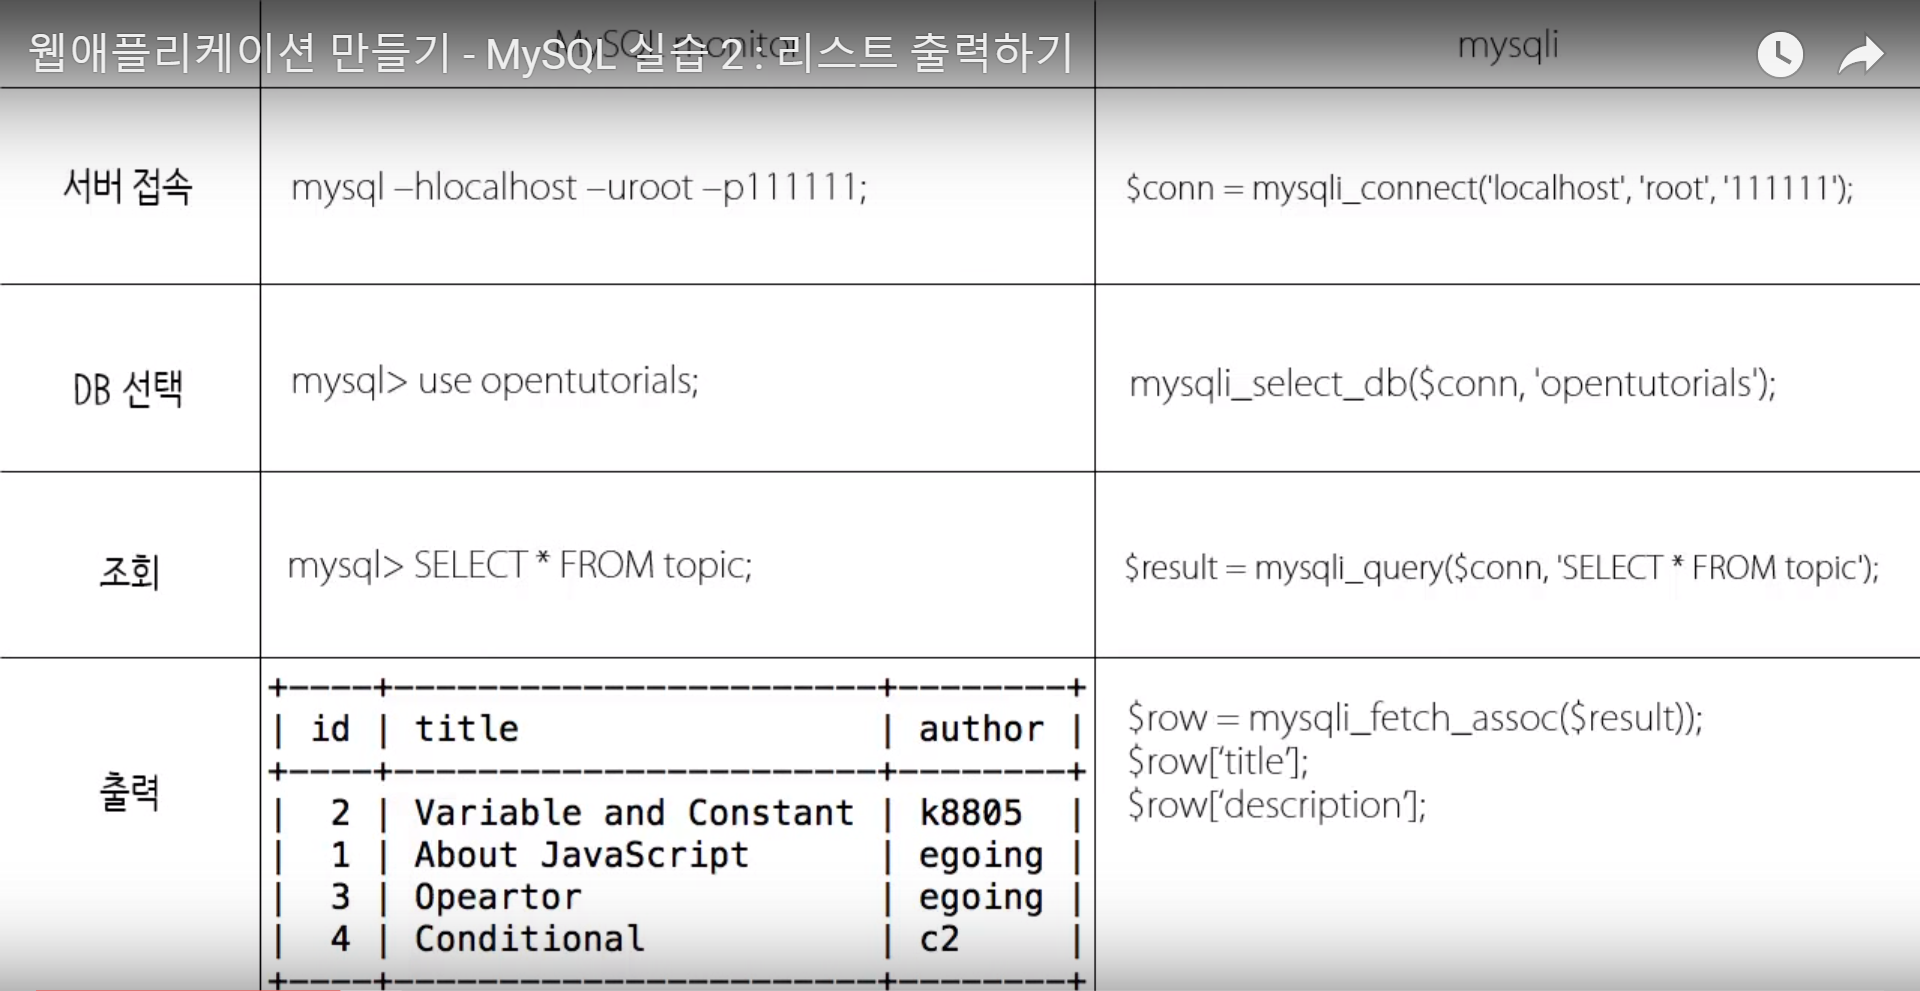 웹애플리케이션 만들기 - MySQL 실습 2 : 리스트 출력하기
MySQL monitor
mysqli
서버 접속
mysql –hlocalhost –uroot –p111111;
$conn = mysqli_connect('localhost', 'root', '111111');
DB 선택
mysql> use opentutorials;
mysqli_select_db($conn, 'opentutorials');
조회
mysql> SELECT * FROM topic;
$result = mysqli_query($conn, 'SELECT * FROM topic');
출력
+----+-----------------------+--------+
| id | title                 | author |
+----+-----------------------+--------+
|  2 | Variable and Constant | k8805  |
|  1 | About JavaScript      | egoing |
|  3 | Opeartor              | egoing |
|  4 | Conditional           | c2     |
+----+-----------------------+--------+
$row = mysqli_fetch_assoc($result));
$row[‘title’];
$row[‘description’];